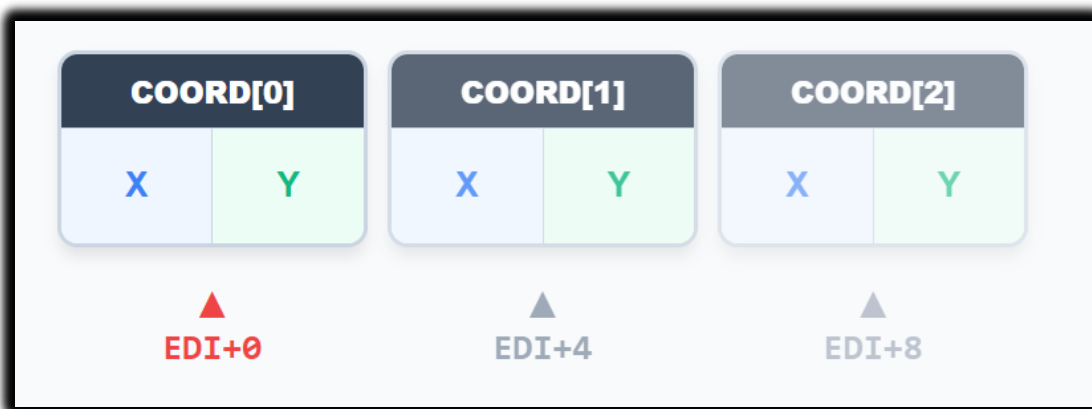 COORD[0] COORD[1] COORD[2]
X Y X Y X Y
EDI+0 EDI+4 EDI+8